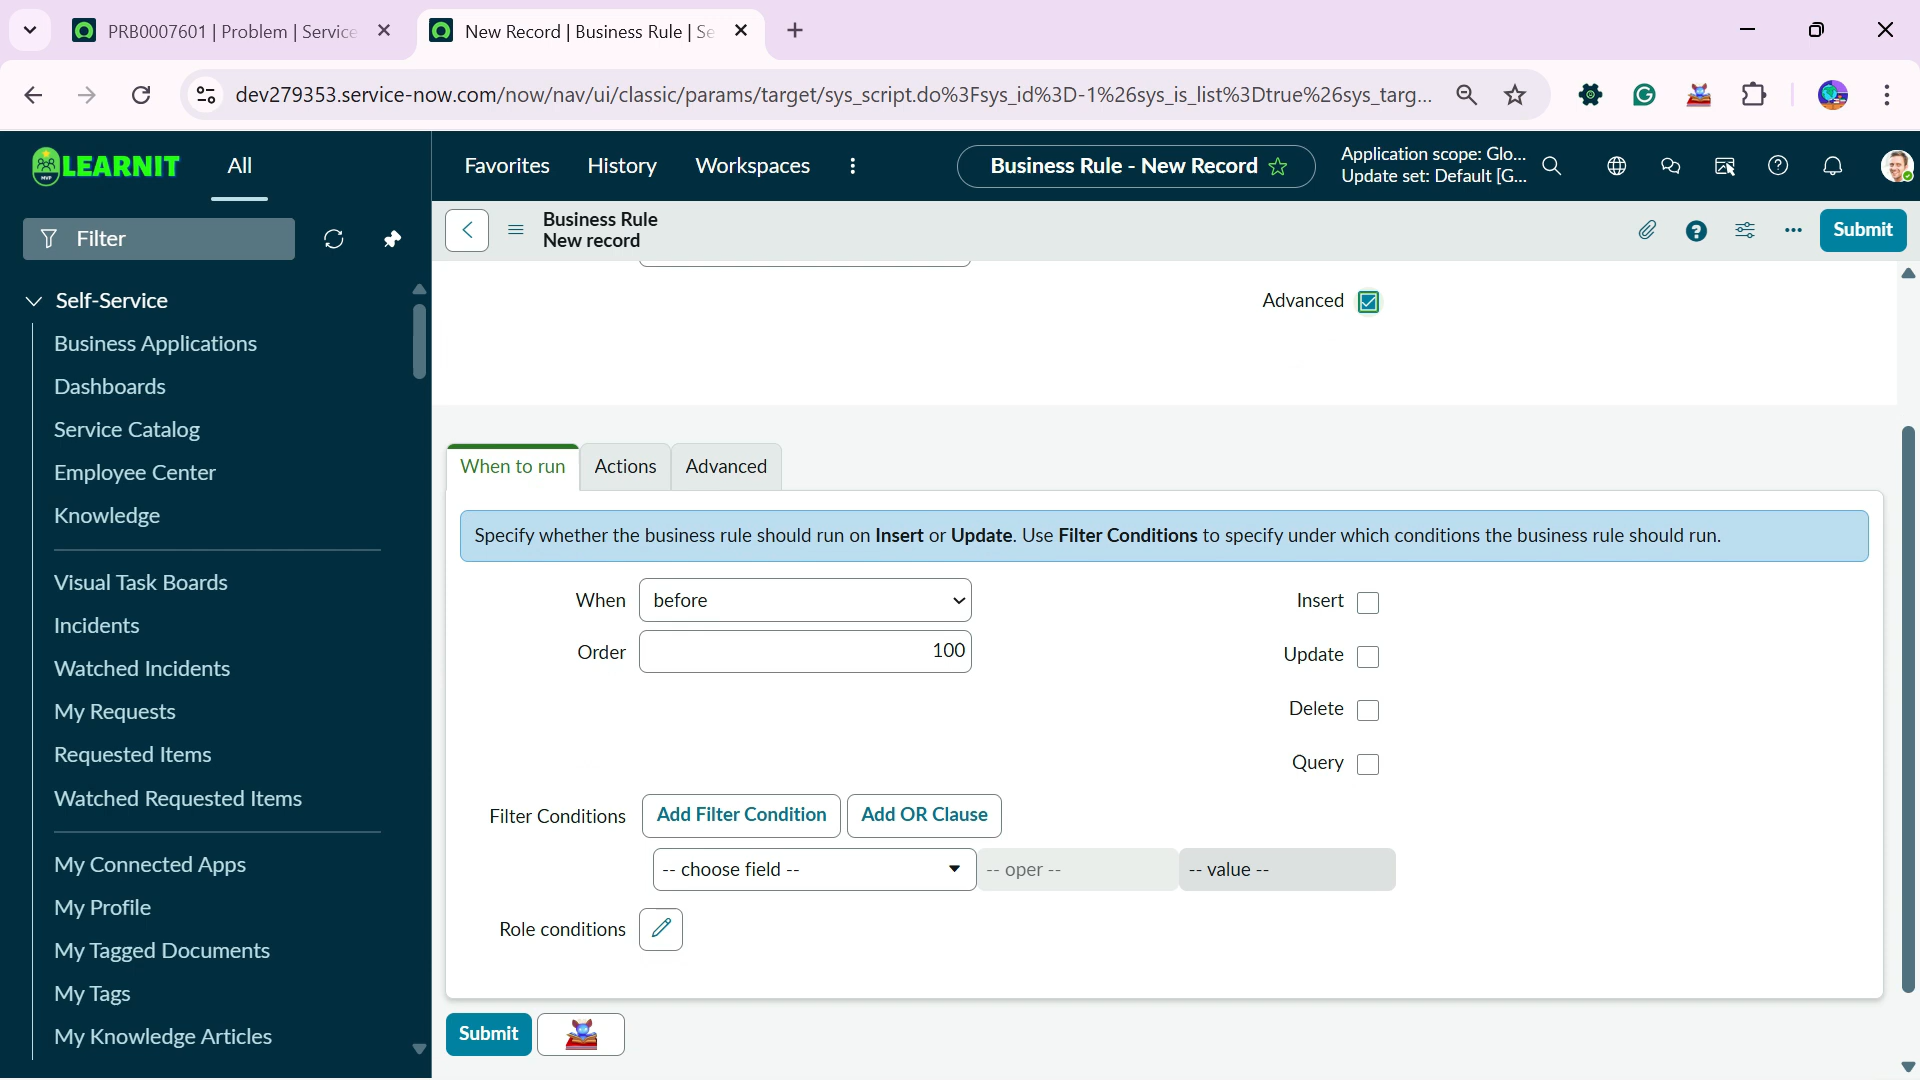 PRB0007601 | Problem | Service
New Record | Business Rule | Se
dev279353.service-now.com/now/nav/ui/classic/params/target/sys_script.do%3Fsys_id%3D-1%26sys_is_list%3Dtrue%26sys_targ...
LEARNIT
MVP
All
Favorites
History
Workspaces
Business Rule - New Record
Application scope: Glo...
Update set: Default [G...
Filter
Business Rule
New record
Submit
Self-Service
Business Applications
Dashboards
Service Catalog
Employee Center
Knowledge
Visual Task Boards
Incidents
Watched Incidents
My Requests
Requested Items
Watched Requested Items
My Connected Apps
My Profile
My Tagged Documents
My Tags
My Knowledge Articles
Advanced
When to run
Actions
Advanced
Specify whether the business rule should run on Insert or Update. Use Filter Conditions to specify under which conditions the business rule should run.
When
before
Insert
Order
100
Update
Delete
Query
Filter Conditions
Add Filter Condition
Add OR Clause
-- choose field --
-- oper --
-- value --
Role conditions
Submit